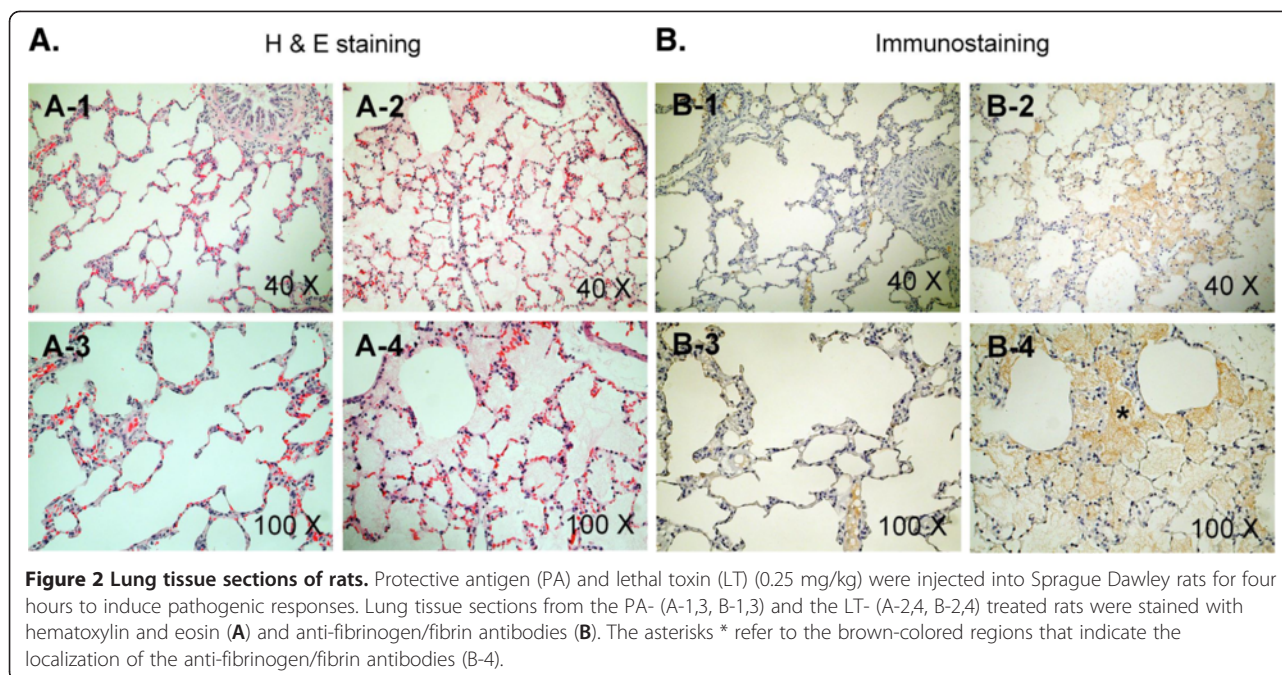 A.
H & E staining
B.
Immunostaining
A-1
40 X
A-2
40 X
B-1
40 X
B-2
40 X
A-3
100 X
A-4
100 X
B-3
100 X
B-4
*
100 X
Figure 2 Lung tissue sections of rats. Protective antigen (PA) and lethal toxin (LT) (0.25 mg/kg) were injected into Sprague Dawley rats for four
hours to induce pathogenic responses. Lung tissue sections from the PA- (A-1,3, B-1,3) and the LT- (A-2,4, B-2,4) treated rats were stained with
hematoxylin and eosin (A) and anti-fibrinogen/fibrin antibodies (B). The asterisks * refer to the brown-colored regions that indicate the
localization of the anti-fibrinogen/fibrin antibodies (B-4).